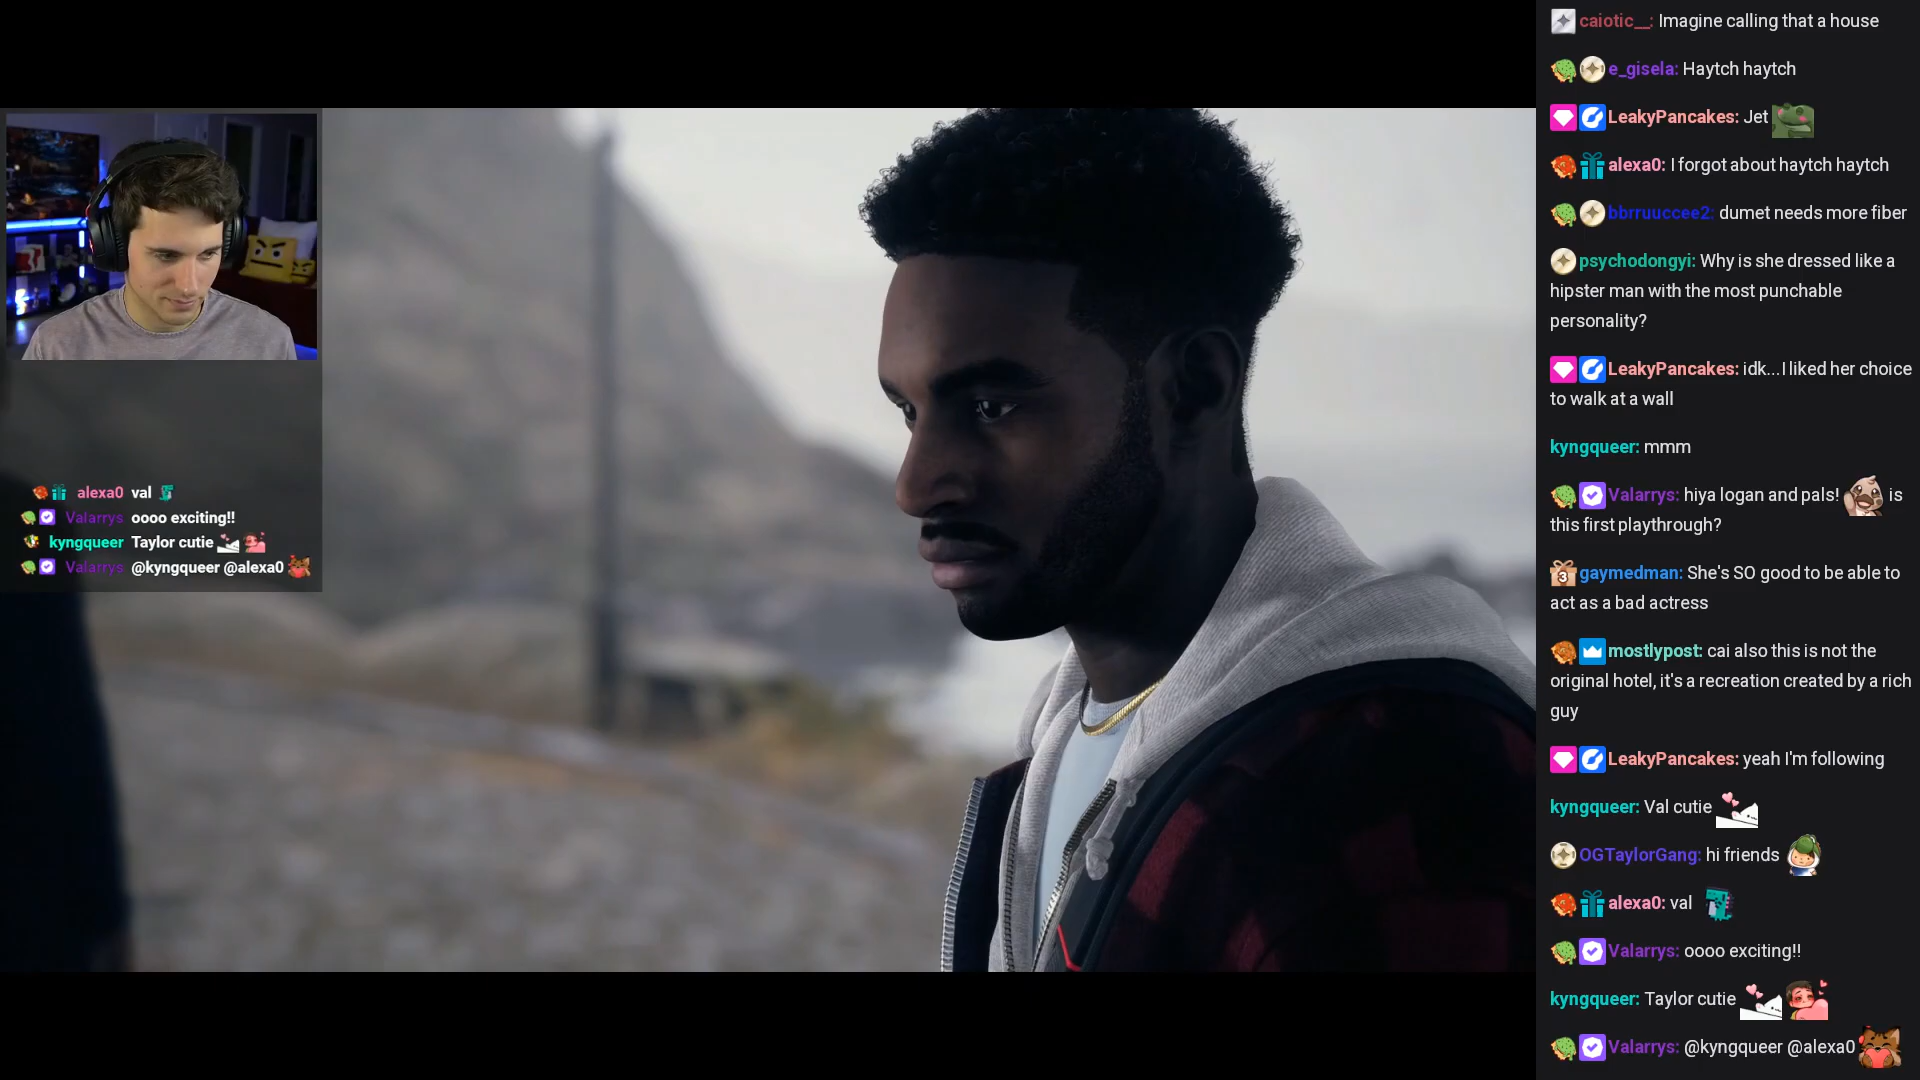 alexa0 val
Valarrys oooo exciting!!
kyngqueer Taylor cutie
Valarrys @kyngqueer @alexa0
caiotic__: Imagine calling that a house
e_gisela: Haytch haytch
LeakyPancakes: Jet
alexa0: I forgot about haytch haytch
bbrruuccee2: dumet needs more fiber
psychodongyi: Why is she dressed like a
hipster man with the most punchable
personality?
LeakyPancakes: idk...I liked her choice
to walk at a wall
kyngqueer: mmm
Valarrys: hiya logan and pals! is
this first playthrough?
3 gaymedman: She's SO good to be able to
act as a bad actress
mostlypost: cai also this is not the
original hotel, it's a recreation created by a rich
guy
LeakyPancakes: yeah I'm following
kyngqueer: Val cutie
OGTaylorGang: hi friends
alexa0: val
Valarrys: oooo exciting!!
kyngqueer: Taylor cutie
Valarrys: @kyngqueer @alexa0